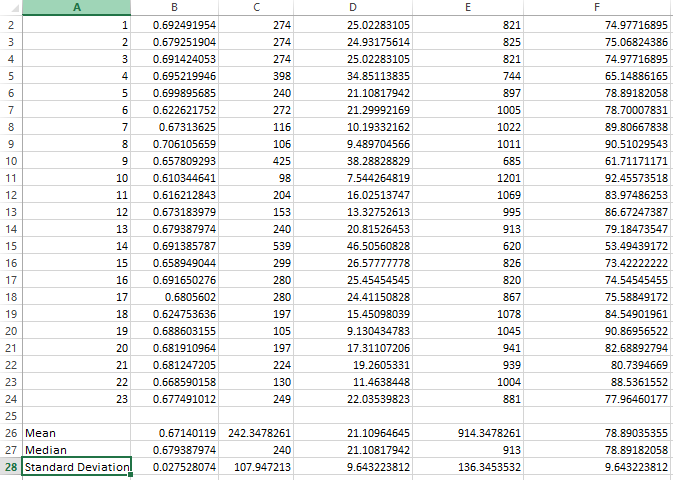 A B C D E F
2 1 0.692491954 274 25.02283105 821 74.97716895
3 2 0.679251904 274 24.93175614 825 75.06824386
4 3 0.691424053 274 25.02283105 821 74.97716895
5 4 0.695219946 398 34.85113835 744 65.14886165
6 5 0.699895685 240 21.10817942 897 78.89182058
7 6 0.622621752 272 21.29992169 1005 78.70007831
8 7 0.67313625 116 10.19332162 1022 89.80667838
9 8 0.706105659 106 9.489704566 1011 90.51029543
10 9 0.657809293 425 38.28828829 685 61.71171171
11 10 0.610344641 98 7.544264819 1201 92.45573518
12 11 0.616212843 204 16.02513747 1069 83.97486253
13 12 0.673183979 153 13.32752613 995 86.67247387
14 13 0.679387974 240 20.81526453 913 79.18473547
15 14 0.691385787 539 46.50560828 620 53.49439172
16 15 0.658949044 299 26.57777778 826 73.42222222
17 16 0.691650276 280 25.45454545 820 74.54545455
18 17 0.6805602 280 24.41150828 867 75.58849172
19 18 0.624753636 197 15.45098039 1078 84.54901961
20 19 0.688603155 105 9.130434783 1045 90.86956522
21 20 0.681910964 197 17.31107206 941 82.68892794
22 21 0.681247205 224 19.2605331 939 80.7394669
23 22 0.668590158 130 11.4638448 1004 88.5361552
24 23 0.677491012 249 22.03539823 881 77.96460177
25
26 Mean 0.67140119 242.3478261 21.10964645 914.3478261 78.89035355
27 Median 0.679387974 240 21.10817942 913 78.89182058
28 Standard Deviation 0.027528074 107.947213 9.643223812 136.3453532 9.643223812